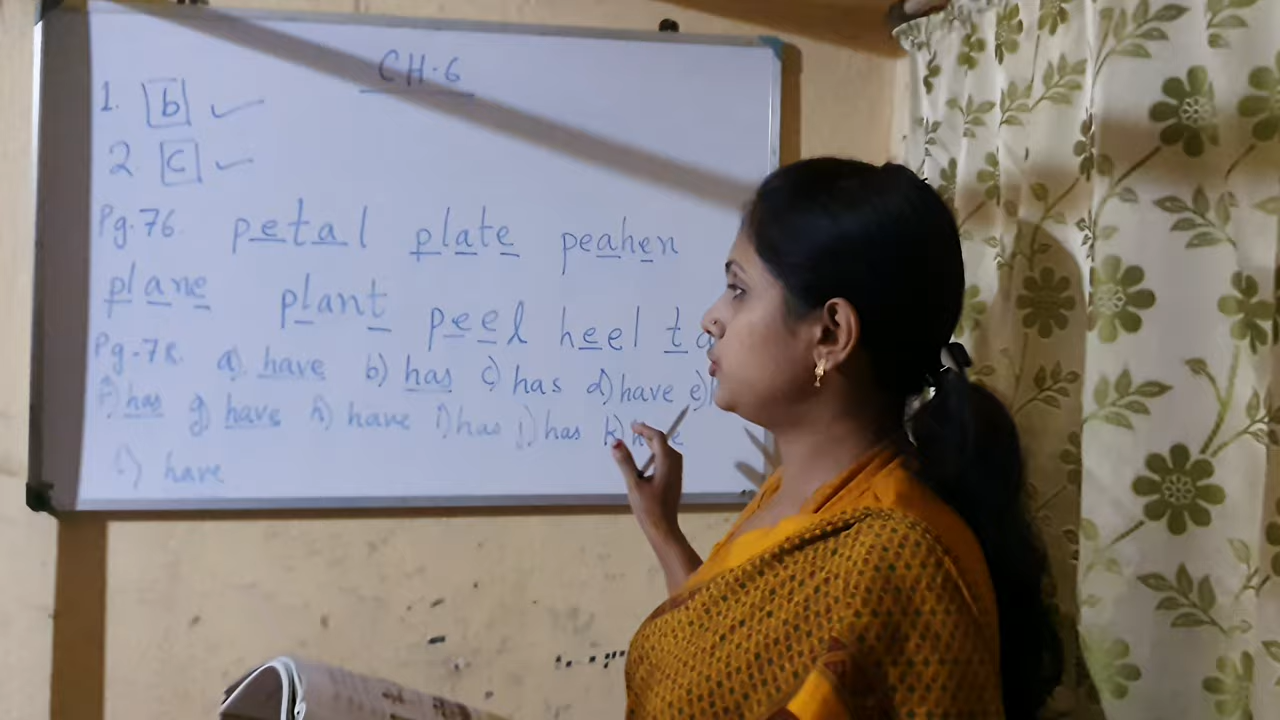 CH-6
1. b ✓
2 c ✓
Pg.76. petal plate peahen
plane plant peel heel
Pg-78. a) have b) has c) has d) have e)
f) has g) have h) have i) has j) has k) have
l) have